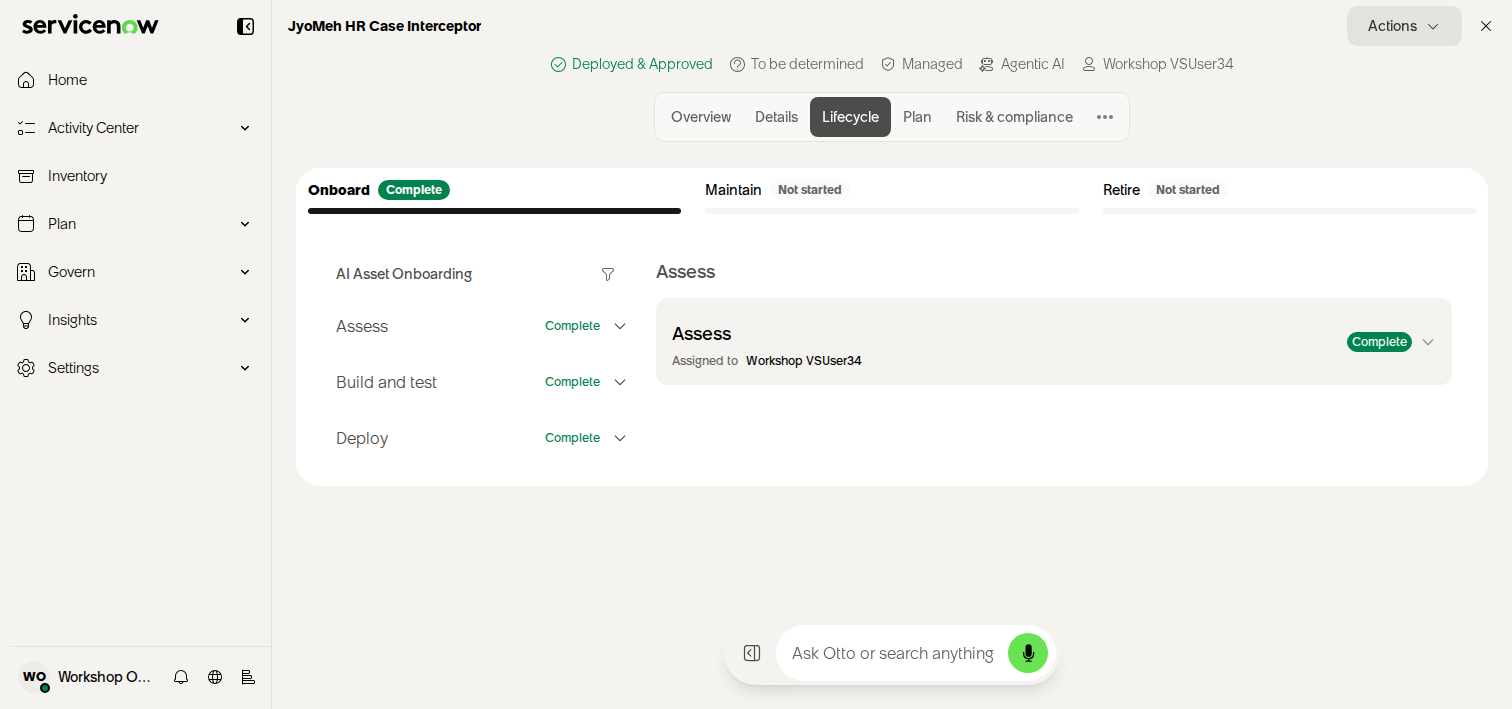 servicenow
JyoMeh HR Case Interceptor
Actions
Home
Activity Center
Inventory
Plan
Govern
Insights
Settings
Deployed & Approved
To be determined
Managed
Agentic AI
Workshop VSUser34
Overview
Details
Lifecycle
Plan
Risk & compliance
Onboard Complete
Maintain Not started
Retire Not started
AI Asset Onboarding
Assess Complete
Build and test Complete
Deploy Complete
Assess
Assess
Assigned to Workshop VSUser34
Complete
Ask Otto or search anything
WO Workshop O...